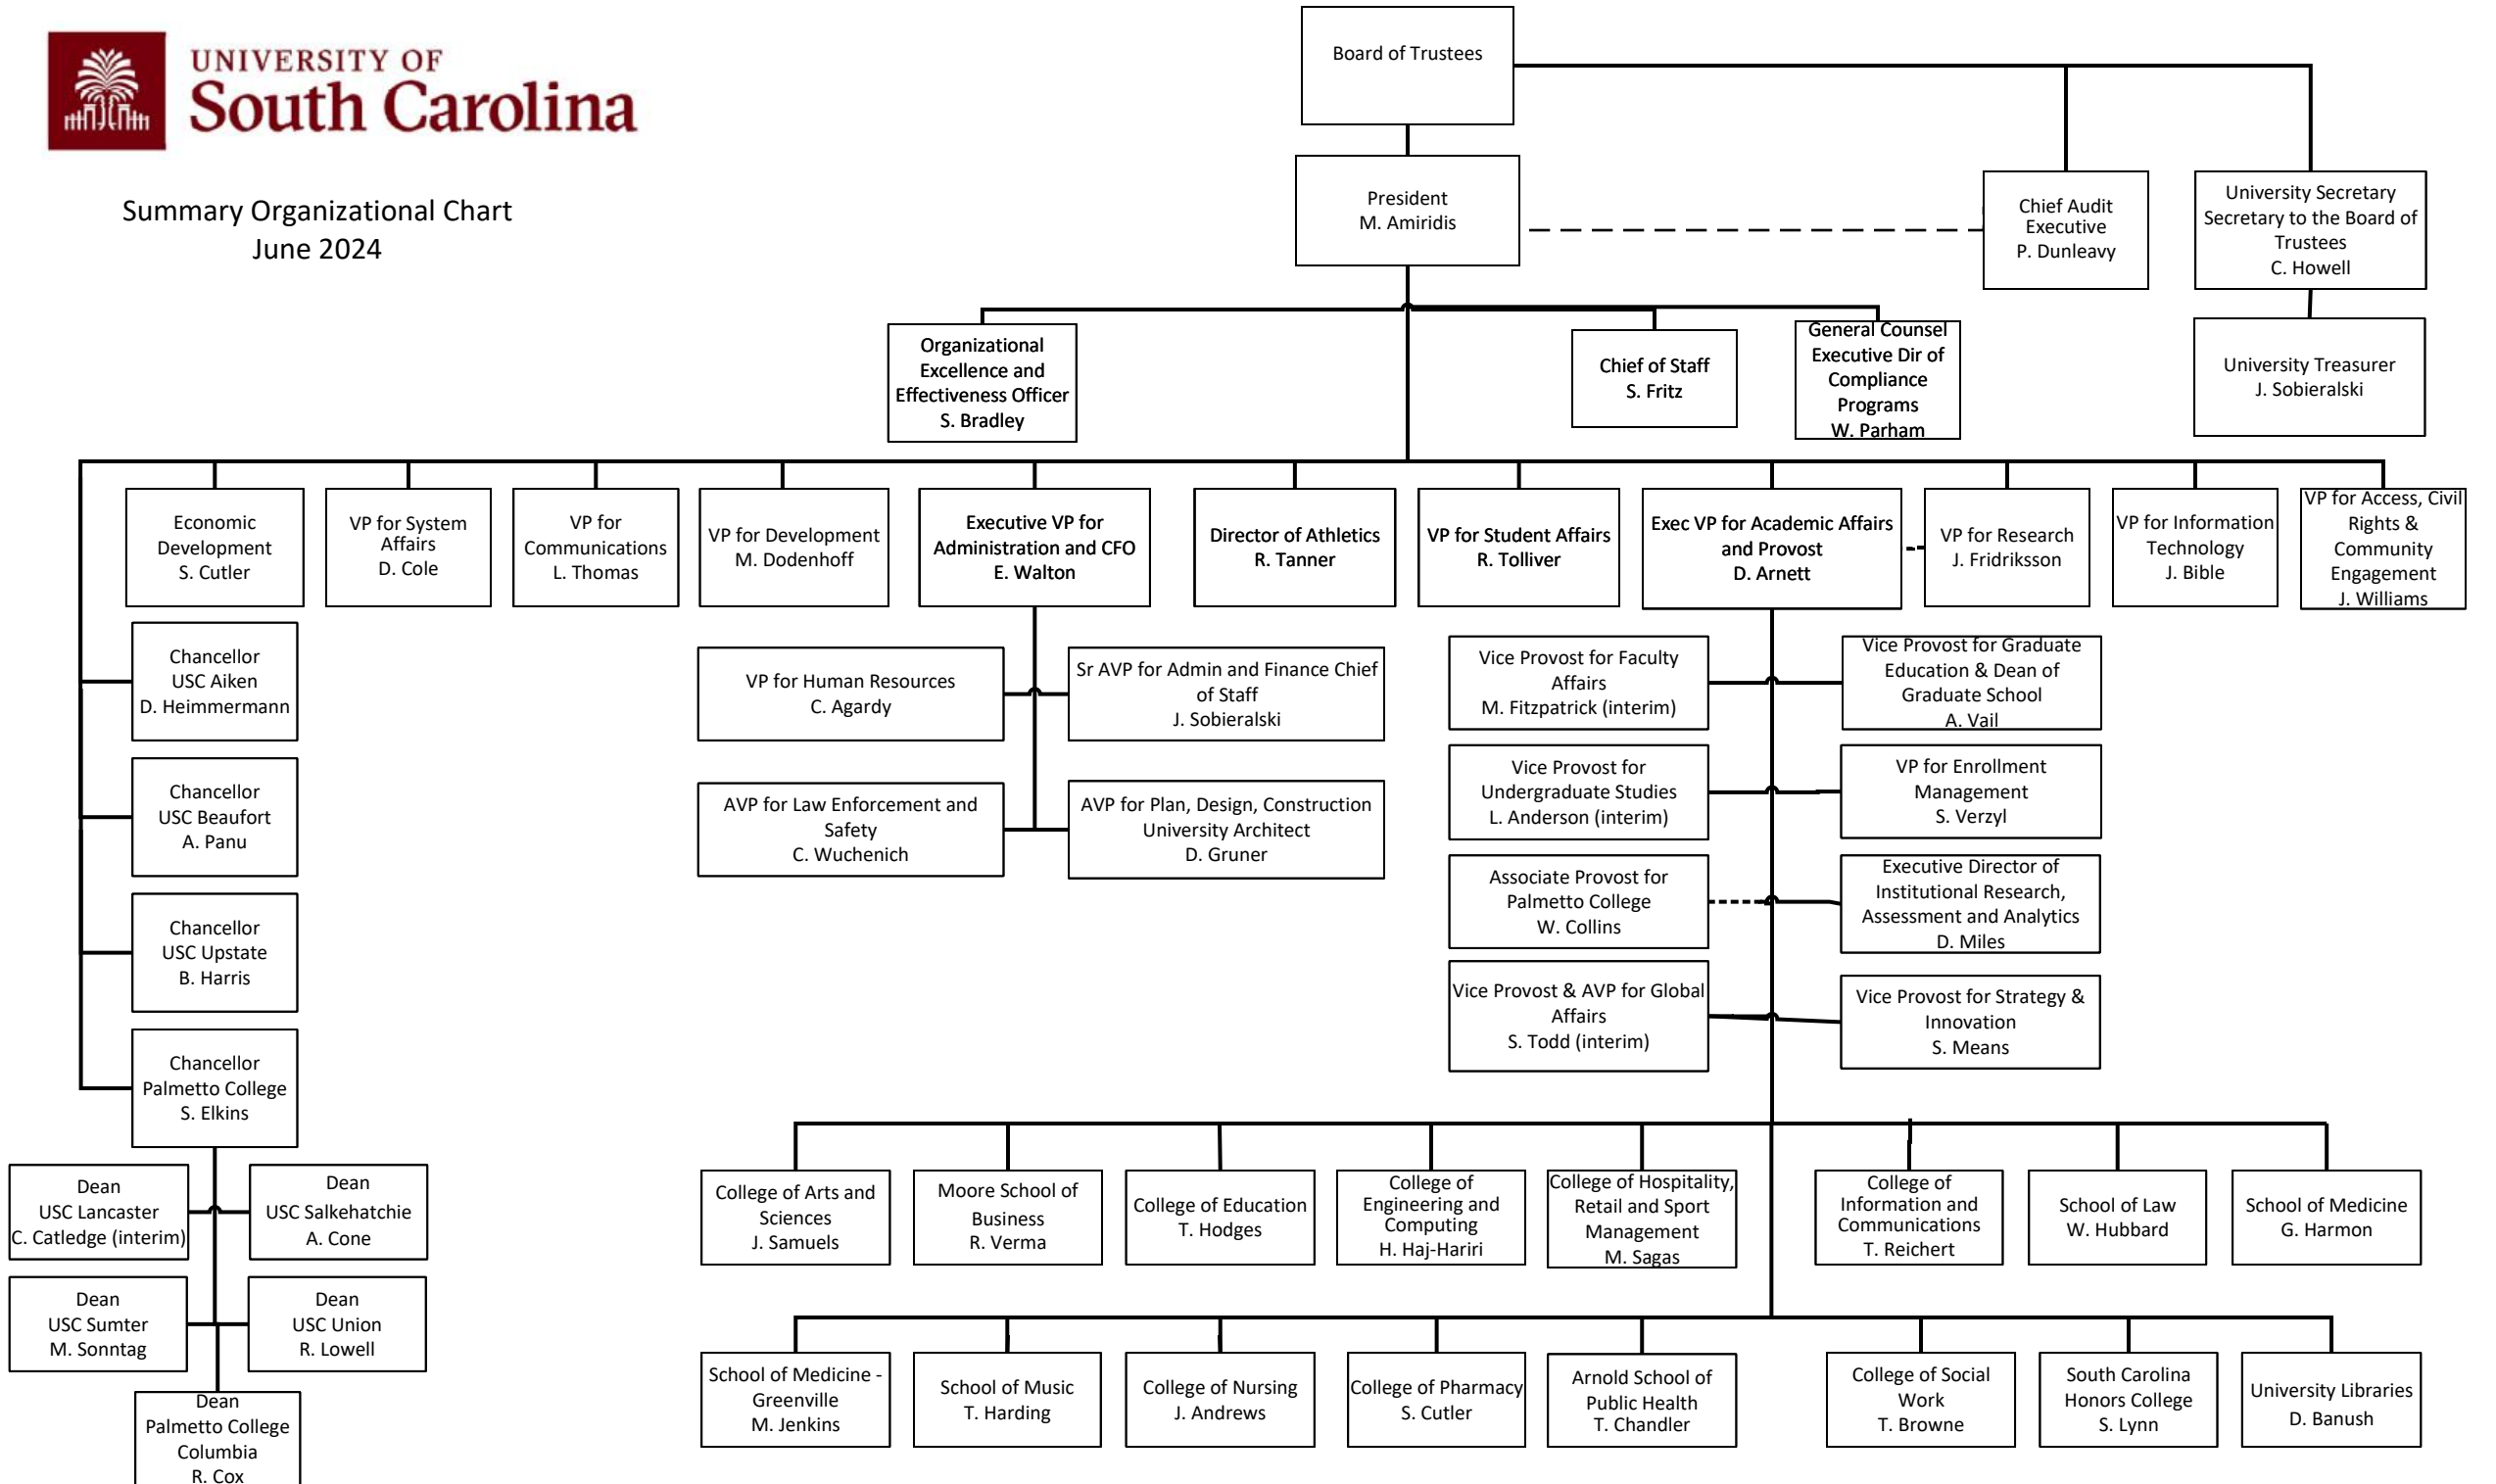 UNIVERSITY OF
South Carolina
Summary Organizational Chart
June 2024
Board of Trustees
President
M. Amiridis
Chief Audit
Executive
P. Dunleavy
University Secretary
Secretary to the Board of
Trustees
C. Howell
Organizational
Excellence and
Effectiveness Officer
S. Bradley
Chief of Staff
S. Fritz
General Counsel
Executive Dir of
Compliance
Programs
W. Parham
University Treasurer
J. Sobieralski
Economic
Development
S. Cutler
VP for System
Affairs
D. Cole
VP for
Communications
L. Thomas
VP for Development
M. Dodenhoff
Executive VP for
Administration and CFO
E. Walton
Director of Athletics
R. Tanner
VP for Student Affairs
R. Tolliver
Exec VP for Academic Affairs
and Provost
D. Arnett
VP for Research
J. Fridriksson
VP for Information
Technology
J. Bible
VP for Access, Civil
Rights &
Community
Engagement
J. Williams
Chancellor
USC Aiken
D. Heimmermann
Chancellor
USC Beaufort
A. Panu
Chancellor
USC Upstate
B. Harris
Chancellor
Palmetto College
S. Elkins
VP for Human Resources
C. Agardy
Sr AVP for Admin and Finance Chief
of Staff
J. Sobieralski
AVP for Law Enforcement and
Safety
C. Wuchenich
AVP for Plan, Design, Construction
University Architect
D. Gruner
Vice Provost for Faculty
Affairs
M. Fitzpatrick (interim)
Vice Provost for Graduate
Education & Dean of
Graduate School
A. Vail
Vice Provost for
Undergraduate Studies
L. Anderson (interim)
VP for Enrollment
Management
S. Verzyl
Associate Provost for
Palmetto College
W. Collins
Executive Director of
Institutional Research,
Assessment and Analytics
D. Miles
Vice Provost & AVP for Global
Affairs
S. Todd (interim)
Vice Provost for Strategy &
Innovation
S. Means
Dean
USC Lancaster
C. Catledge (interim)
Dean
USC Salkehatchie
A. Cone
Dean
USC Sumter
M. Sonntag
Dean
USC Union
R. Lowell
Dean
Palmetto College
Columbia
R. Cox
College of Arts and
Sciences
J. Samuels
Moore School of
Business
R. Verma
College of Education
T. Hodges
College of
Engineering and
Computing
H. Haj-Hariri
College of Hospitality,
Retail and Sport
Management
M. Sagas
College of
Information and
Communications
T. Reichert
School of Law
W. Hubbard
School of Medicine
G. Harmon
School of Medicine -
Greenville
M. Jenkins
School of Music
T. Harding
College of Nursing
J. Andrews
College of Pharmacy
S. Cutler
Arnold School of
Public Health
T. Chandler
College of Social
Work
T. Browne
South Carolina
Honors College
S. Lynn
University Libraries
D. Banush